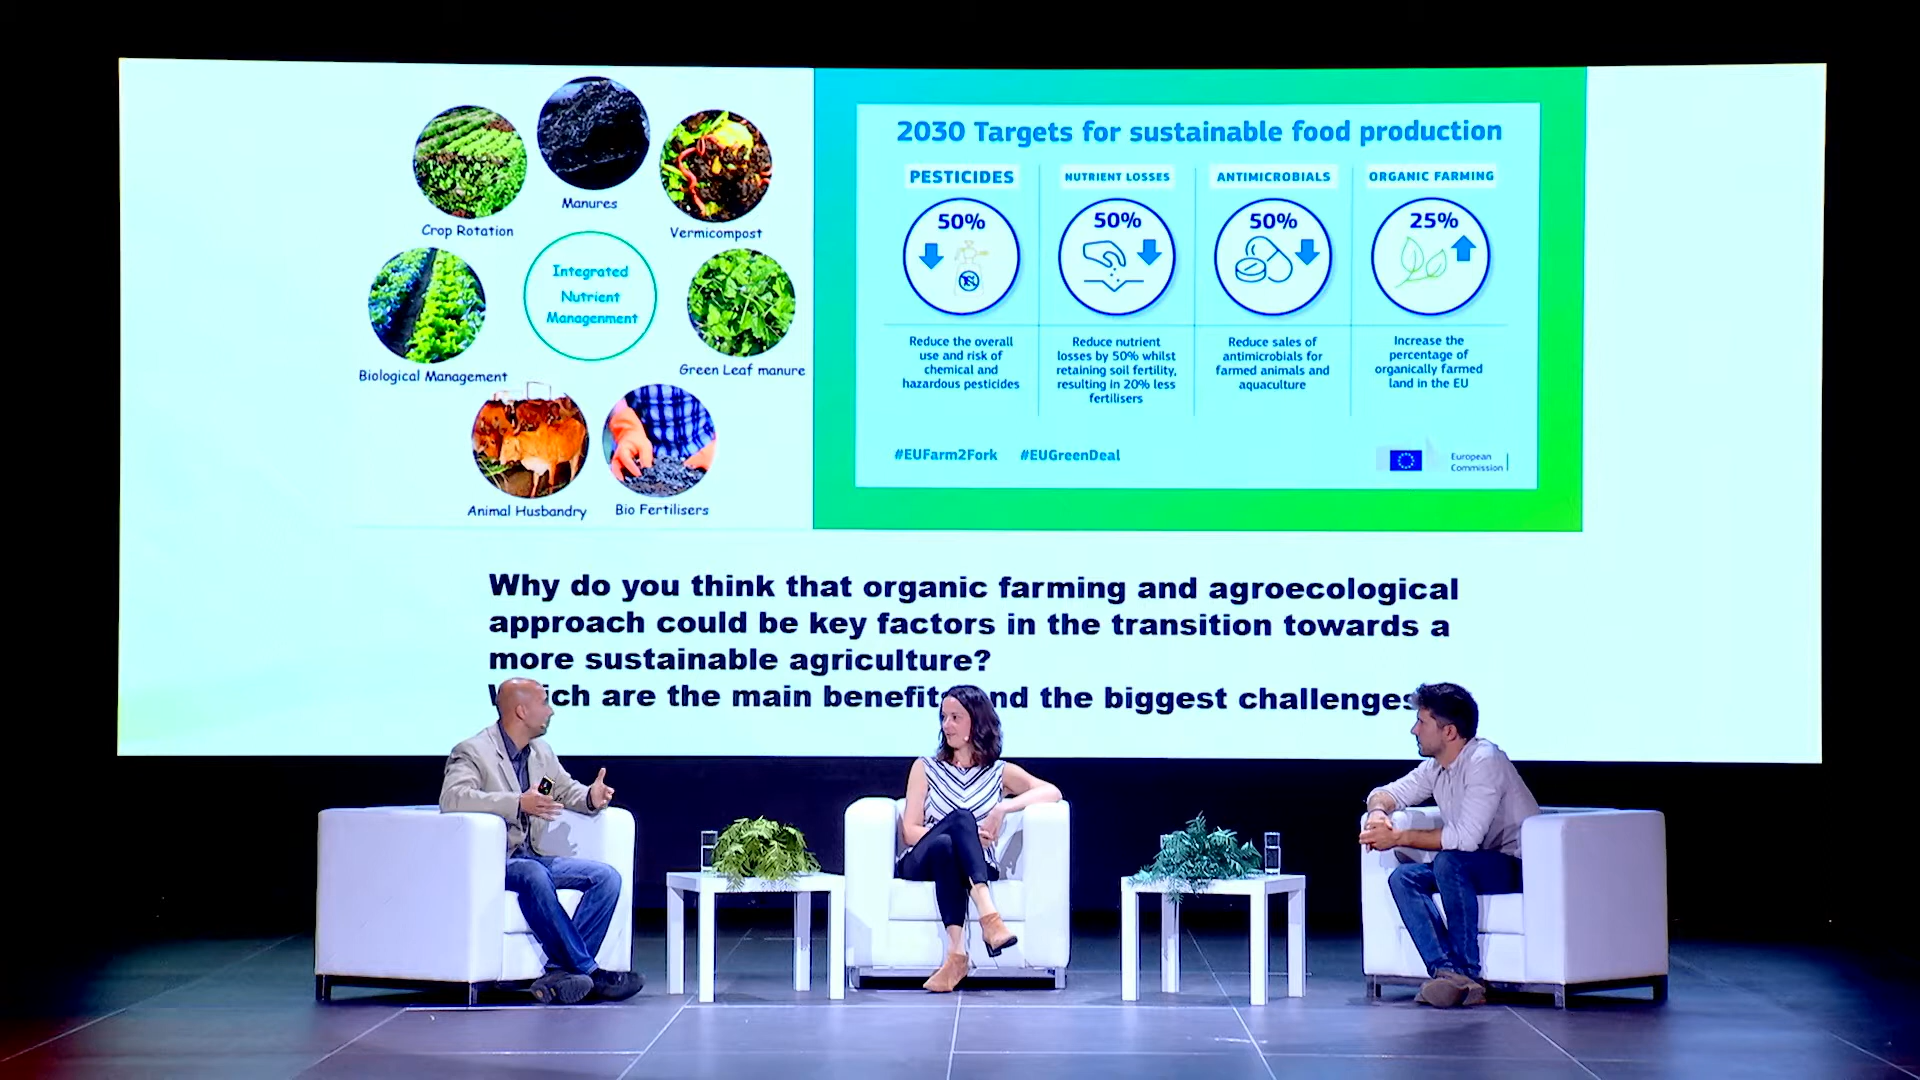 Manures
Crop Rotation
Vermicompost
Integrated
Nutrient
Managenment
Biological Management
Green Leaf manure
Animal Husbandry
Bio Fertilisers
2030 Targets for sustainable food production
PESTICIDES
NUTRIENT LOSSES
ANTIMICROBIALS
ORGANIC FARMING
50%
50%
50%
25%
Reduce the overall
use and risk of
chemical and
hazardous pesticides
Reduce nutrient
losses by 50% whilst
retaining soil fertility,
resulting in 20% less
fertilisers
Reduce sales of
antimicrobials for
farmed animals and
aquaculture
Increase the
percentage of
organically farmed
land in the EU
#EUFarm2Fork #EUGreenDeal
European
Commission
Why do you think that organic farming and agroecological
approach could be key factors in the transition towards a
more sustainable agriculture?
are the main the biggest challenges